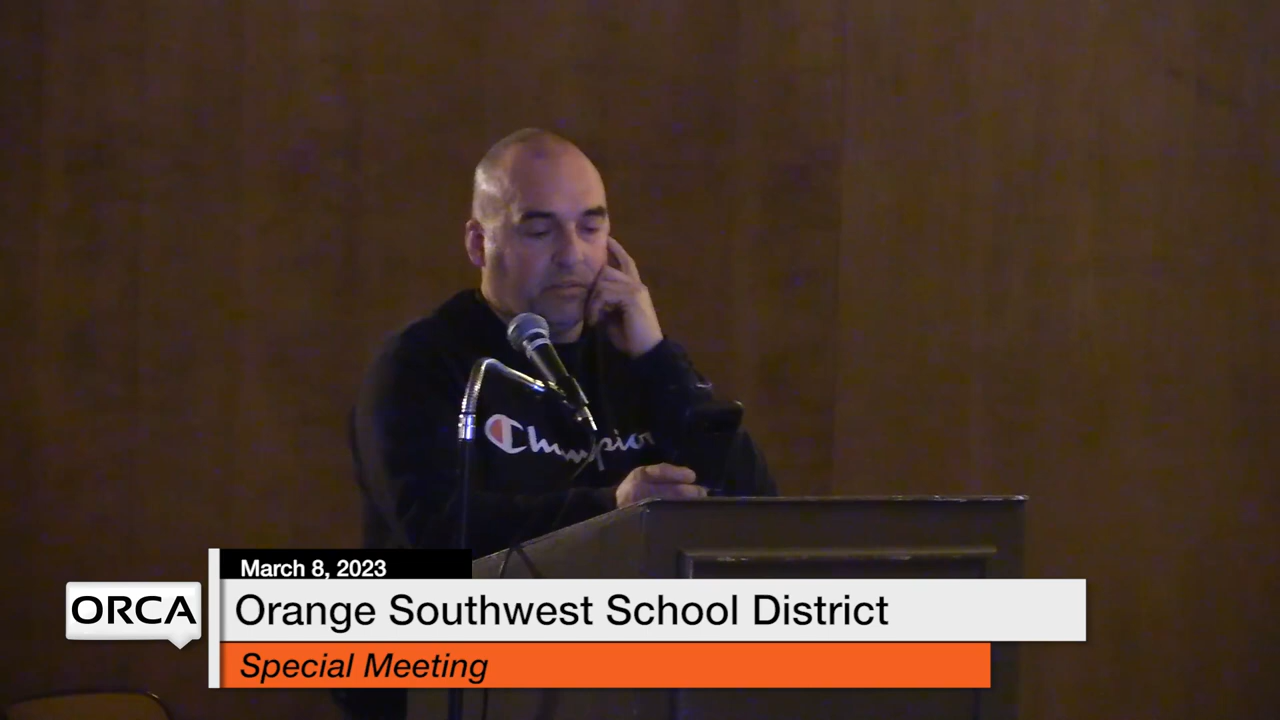 Champion
March 8, 2023
ORCA
Orange Southwest School District
Special Meeting